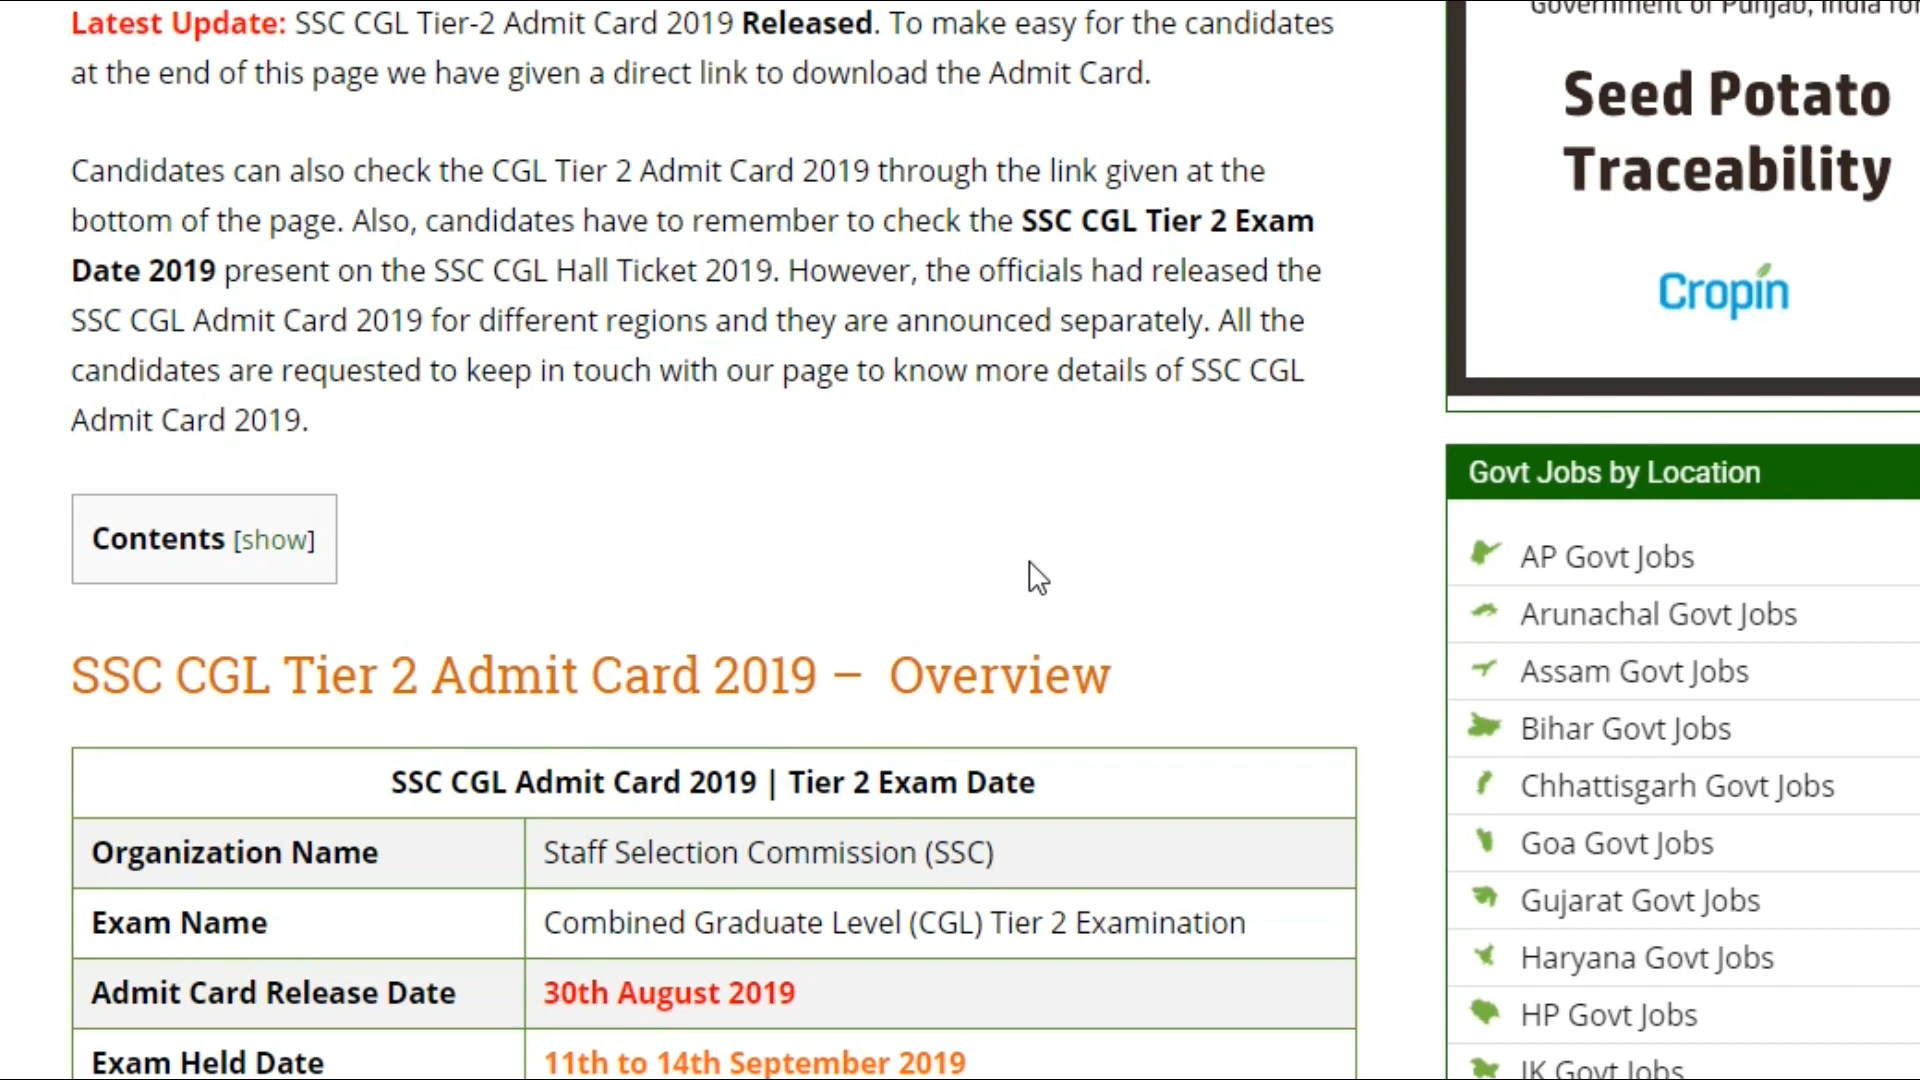 Latest Update: SSC CGL Tier-2 Admit Card 2019 Released. To make easy for the candidates
at the end of this page we have given a direct link to download the Admit Card.
Candidates can also check the CGL Tier 2 Admit Card 2019 through the link given at the
bottom of the page. Also, candidates have to remember to check the SSC CGL Tier 2 Exam
Date 2019 present on the SSC CGL Hall Ticket 2019. However, the officials had released the
SSC CGL Admit Card 2019 for different regions and they are announced separately. All the
candidates are requested to keep in touch with our page to know more details of SSC CGL
Admit Card 2019.
Contents [show]
SSC CGL Tier 2 Admit Card 2019 – Overview
SSC CGL Admit Card 2019 | Tier 2 Exam Date
Organization Name Staff Selection Commission (SSC)
Exam Name Combined Graduate Level (CGL) Tier 2 Examination
Admit Card Release Date 30th August 2019
Exam Held Date 11th to 14th September 2019
Government of Punjab, India for
Seed Potato
Traceability
Cropin
Govt Jobs by Location
AP Govt Jobs
Arunachal Govt Jobs
Assam Govt Jobs
Bihar Govt Jobs
Chhattisgarh Govt Jobs
Goa Govt Jobs
Gujarat Govt Jobs
Haryana Govt Jobs
HP Govt Jobs
JK Govt Jobs